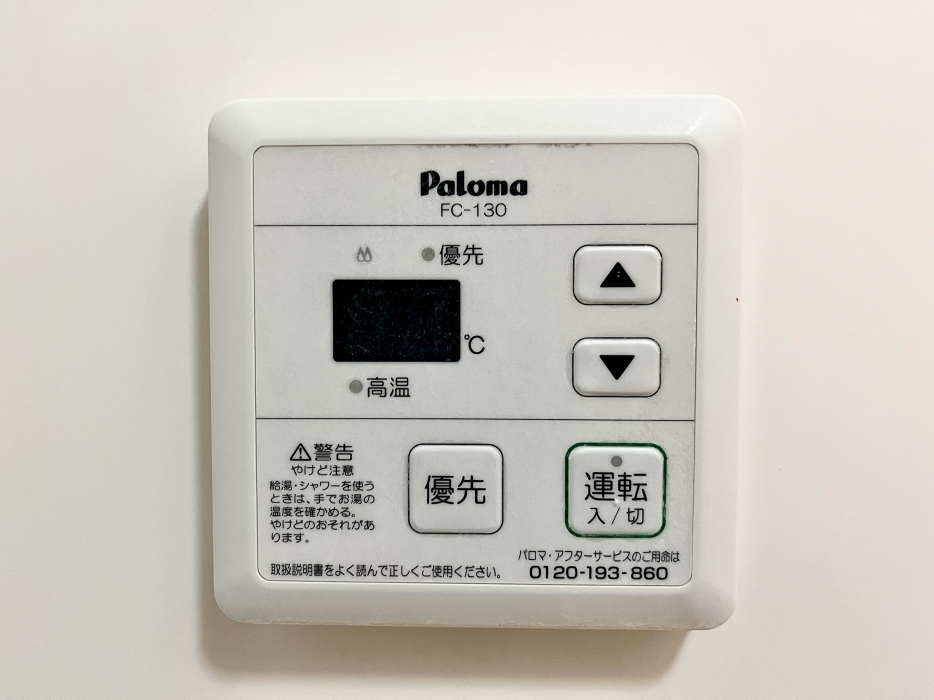 Paloma
FC-130
優先
℃
高温
警告
やけど注意
給湯・シャワーを使う
ときは、手でお湯の
温度を確かめる。
やけどのおそれがあ
ります。
優先
運転
入/切
パロマ・アフターサービスのご用命は
0120-193-860
取扱説明書をよく読んで正しくご使用ください。